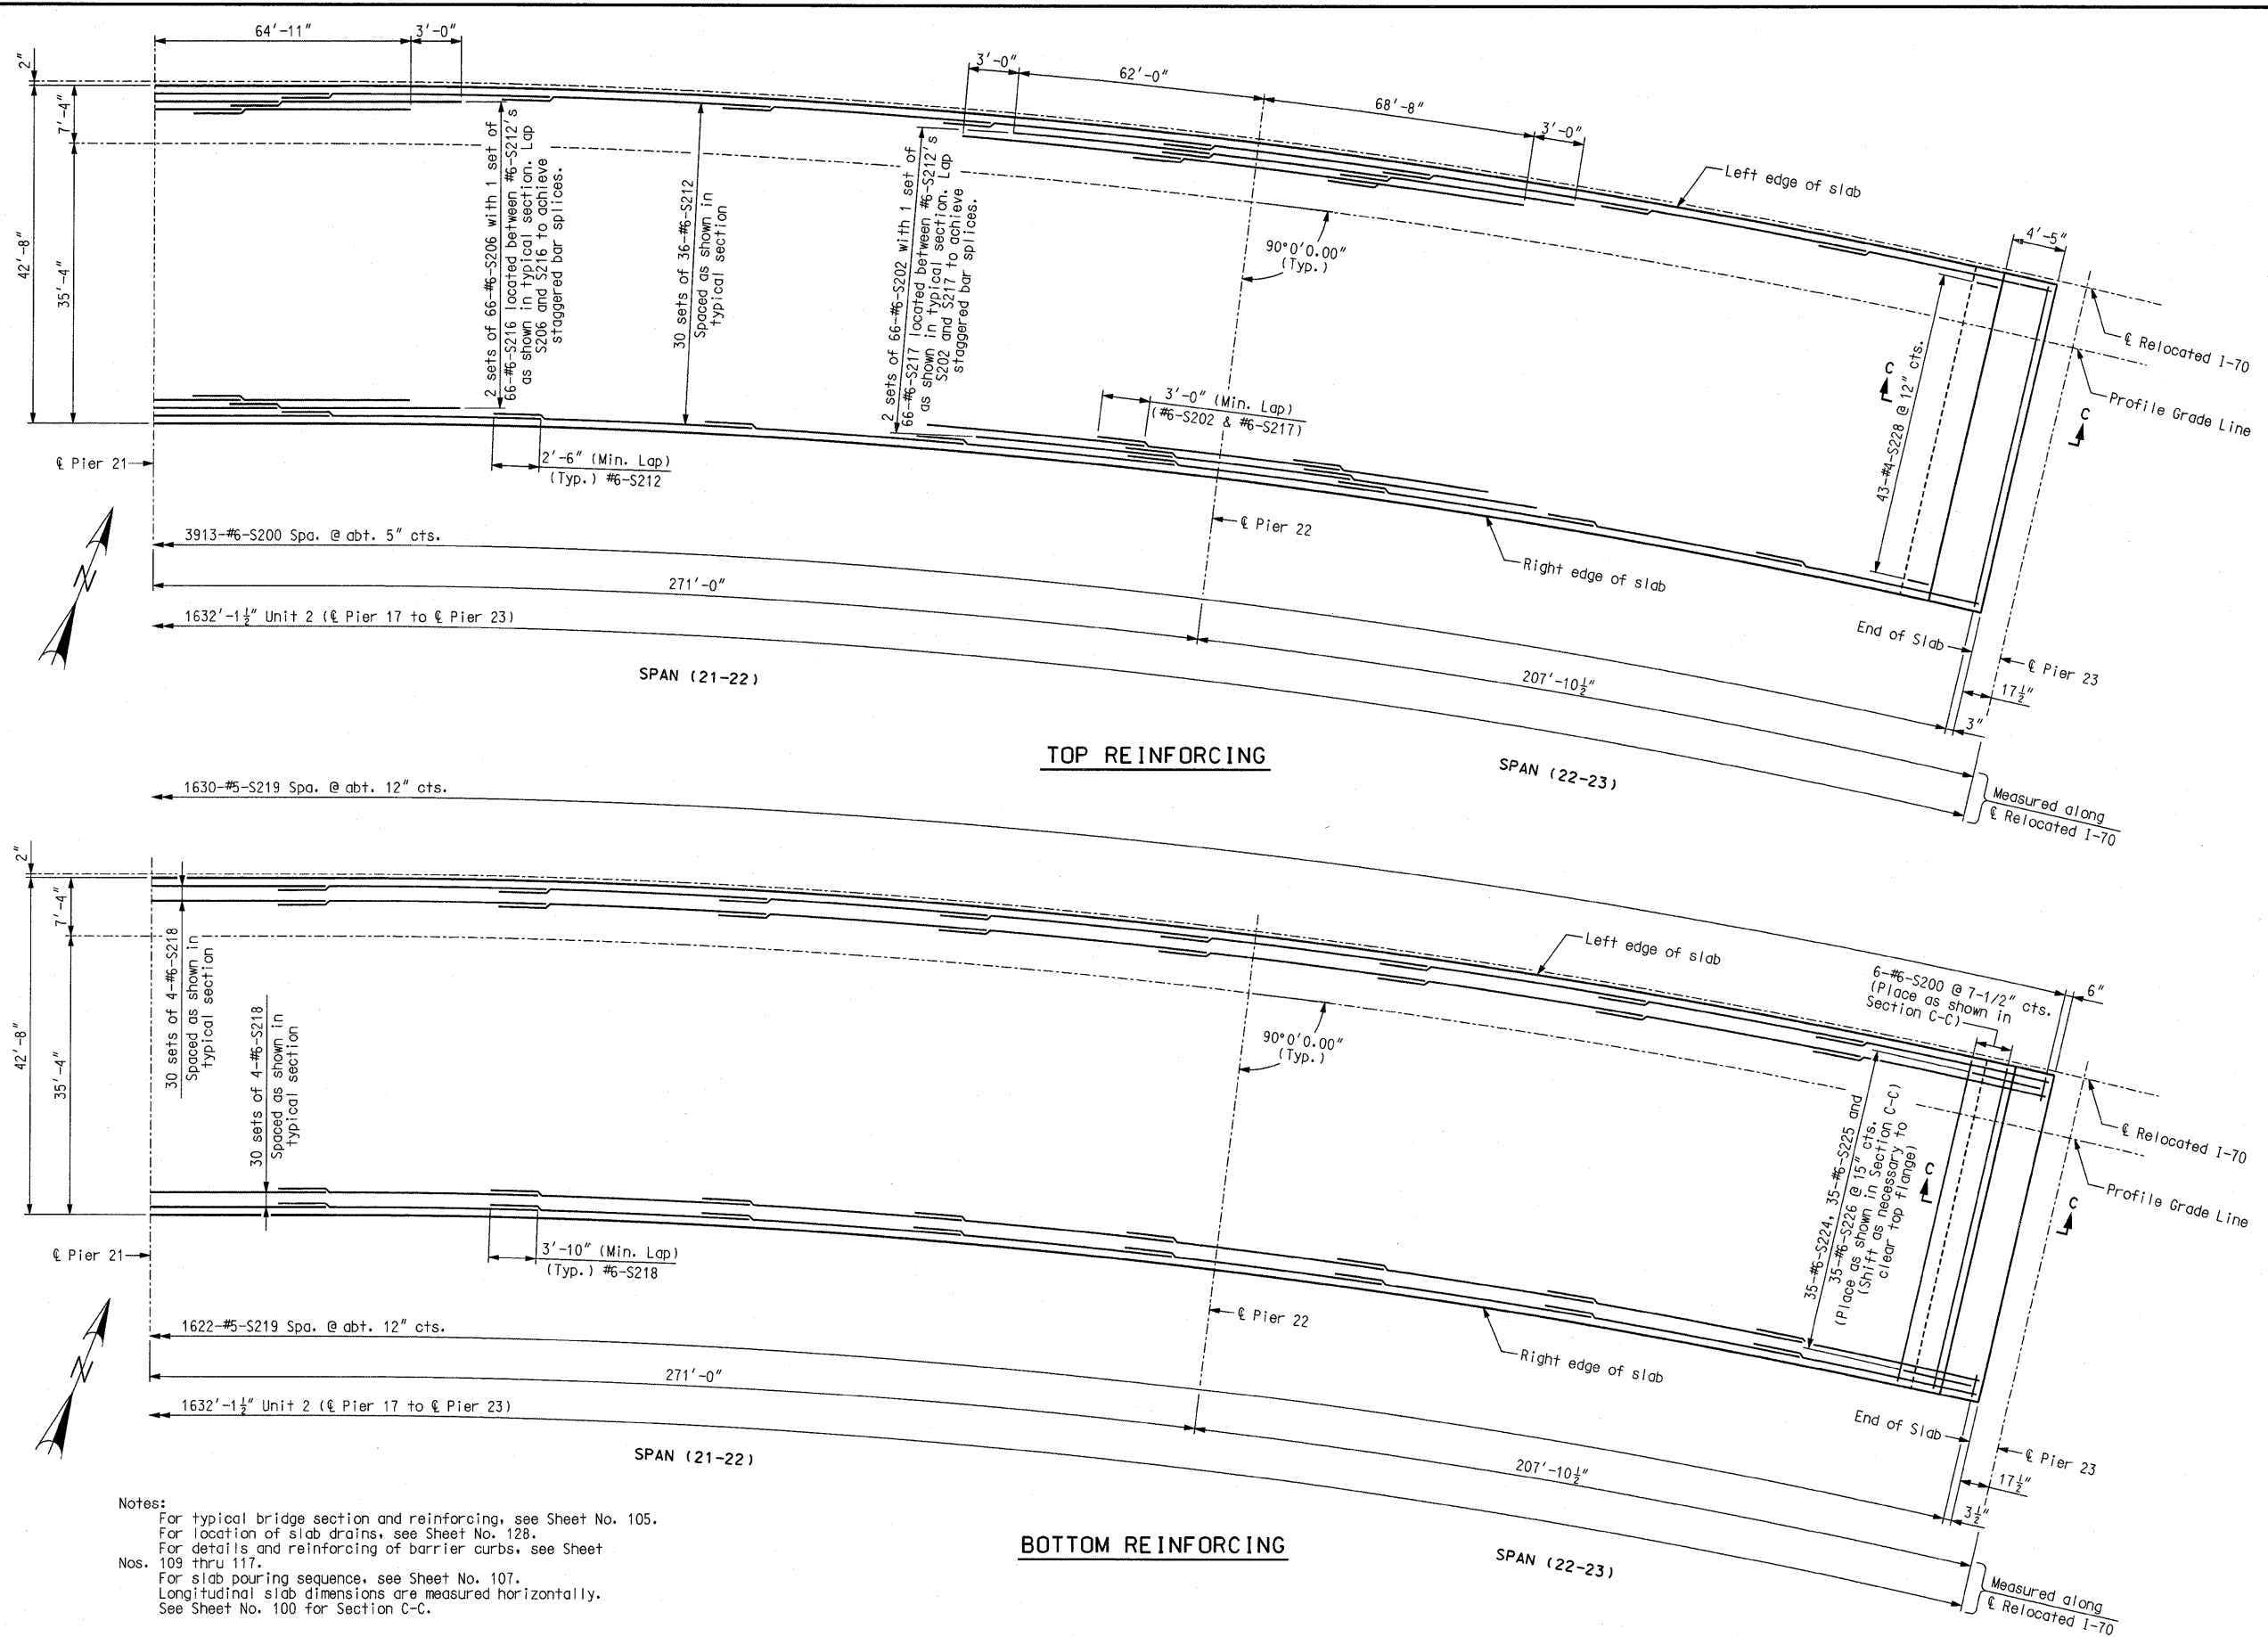 64'-11"
3'-0"
2"
7'-4"
42'-8"
35'-4"
3'-0"
62'-0"
68'-8"
3'-0"
2 sets of 66-#6-S206 with 1 set of
66-#6-S216 located between #6-S212's
as shown in typical section. Lap
S206 and S216 to achieve
staggered bar splices.
30 sets of 36-#6-S212
Spaced as shown in
typical section
2 sets of 66-#6-S202 with 1 set of
66-#6-S217 located between #6-S212's
as shown in typical section. Lap
S202 and S217 to achieve
staggered bar splices.
Left edge of slab
90°0'0.00"
(Typ.)
4'-5"
℄ Relocated I-70
Profile Grade Line
43-#4-S228 @ 12" cts.
C
C
3'-0" (Min. Lap)
(#6-S202 & #6-S217)
℄ Pier 21
2'-6" (Min. Lap)
(Typ.) #6-S212
N
3913-#6-S200 Spa. @ abt. 5" cts.
℄ Pier 22
Right edge of slab
271'-0"
1632'-1½" Unit 2 (℄ Pier 17 to ℄ Pier 23)
End of Slab
℄ Pier 23
17½"
207'-10½"
3"
SPAN (21-22)
TOP REINFORCING
SPAN (22-23)
Measured along
℄ Relocated I-70
1630-#5-S219 Spa. @ abt. 12" cts.
2"
7'-4"
42'-8"
35'-4"
30 sets of 4-#6-S218
Spaced as shown in
typical section
30 sets of 4-#6-S218
Spaced as shown in
typical section
Left edge of slab
90°0'0.00"
(Typ.)
6-#6-S200 @ 7-1/2" cts.
(Place as shown in
Section C-C)
6"
℄ Relocated I-70
Profile Grade Line
35-#6-S224, 35-#6-S225 and
35-#6-S226 @ 15" cts.
(Place as shown in Section C-C)
(Shift as necessary to
clear top flange)
C
C
℄ Pier 21
3'-10" (Min. Lap)
(Typ.) #6-S218
N
1622-#5-S219 Spa. @ abt. 12" cts.
℄ Pier 22
Right edge of slab
271'-0"
1632'-1½" Unit 2 (℄ Pier 17 to ℄ Pier 23)
End of Slab
℄ Pier 23
17½"
207'-10½"
3½"
SPAN (21-22)
BOTTOM REINFORCING
SPAN (22-23)
Measured along
℄ Relocated I-70
Notes:
For typical bridge section and reinforcing, see Sheet No. 105.
For location of slab drains, see Sheet No. 128.
For details and reinforcing of barrier curbs, see Sheet
Nos. 109 thru 117.
For slab pouring sequence, see Sheet No. 107.
Longitudinal slab dimensions are measured horizontally.
See Sheet No. 100 for Section C-C.